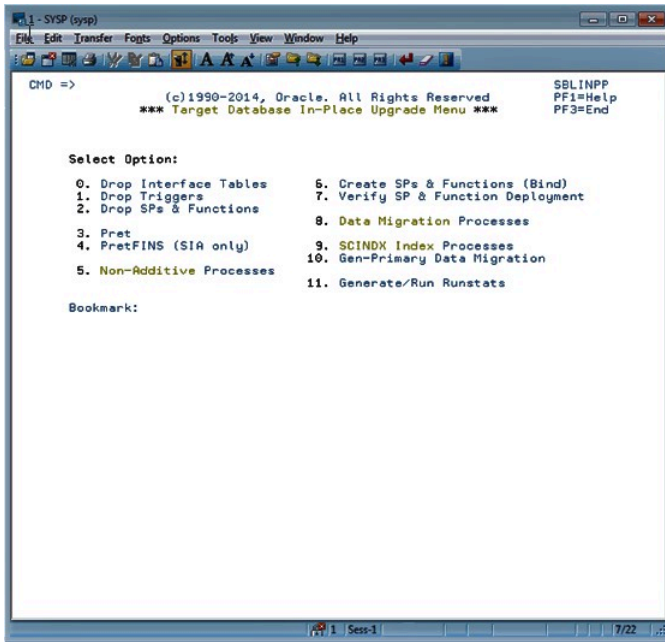 1 - SYSP (sysp)
File Edit Transfer Fonts Options Tools View Window Help
CMD => SBLINPP
(c)1990-2014, Oracle. All Rights Reserved PF1=Help
*** Target Database In-Place Upgrade Menu *** PF3=End
Select Option:
0. Drop Interface Tables 6. Create SPs & Functions (Bind)
1. Drop Triggers 7. Verify SP & Function Deployment
2. Drop SPs & Functions
8. Data Migration Processes
3. Pret
4. PretFINS (SIA only) 9. SCINDX Index Processes
10. Gen-Primary Data Migration
5. Non-Additive Processes
11. Generate/Run Runstats
Bookmark:
1 Sess-1 7/22